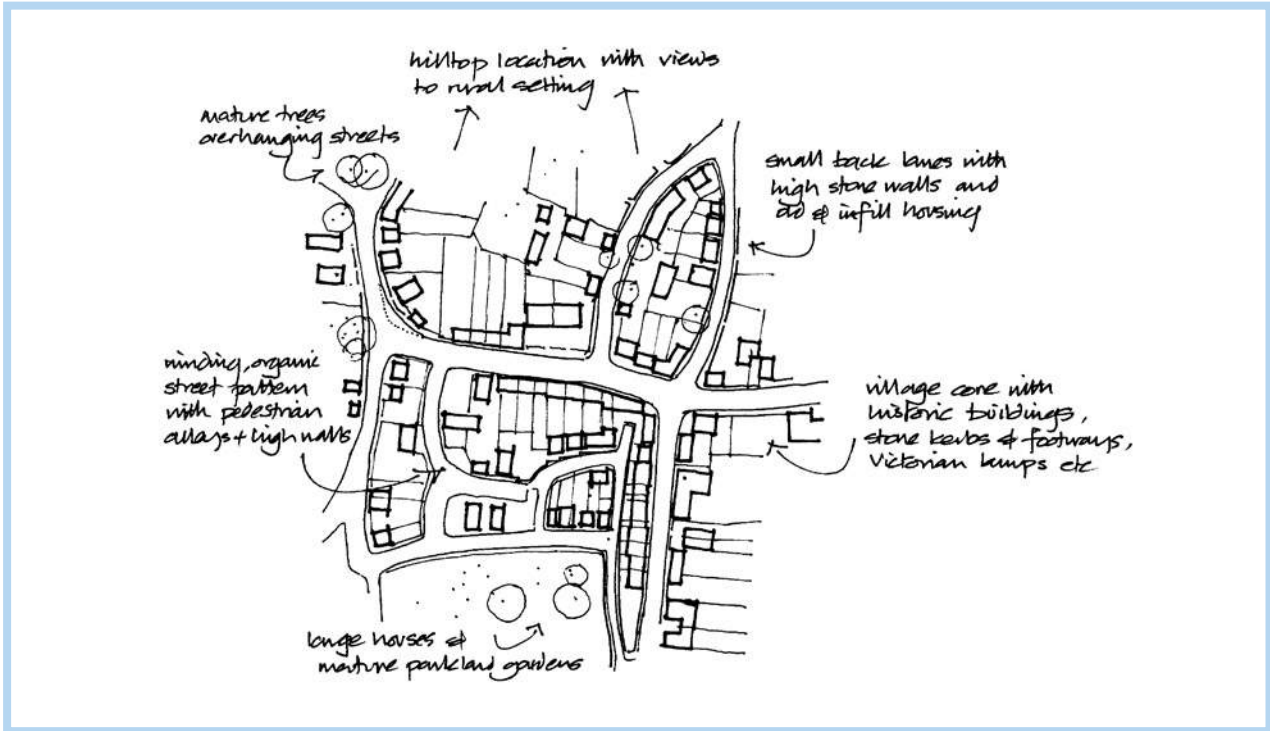 hilltop location with views
to rural setting
mature trees
overhanging streets
small back lanes with
high stone walls and
old & infill housing
winding, organic
street pattern
with pedestrian
alleys + high walls
village core with
historic buildings,
stone kerbs & footways,
Victorian lamps etc
large houses &
mature parkland gardens